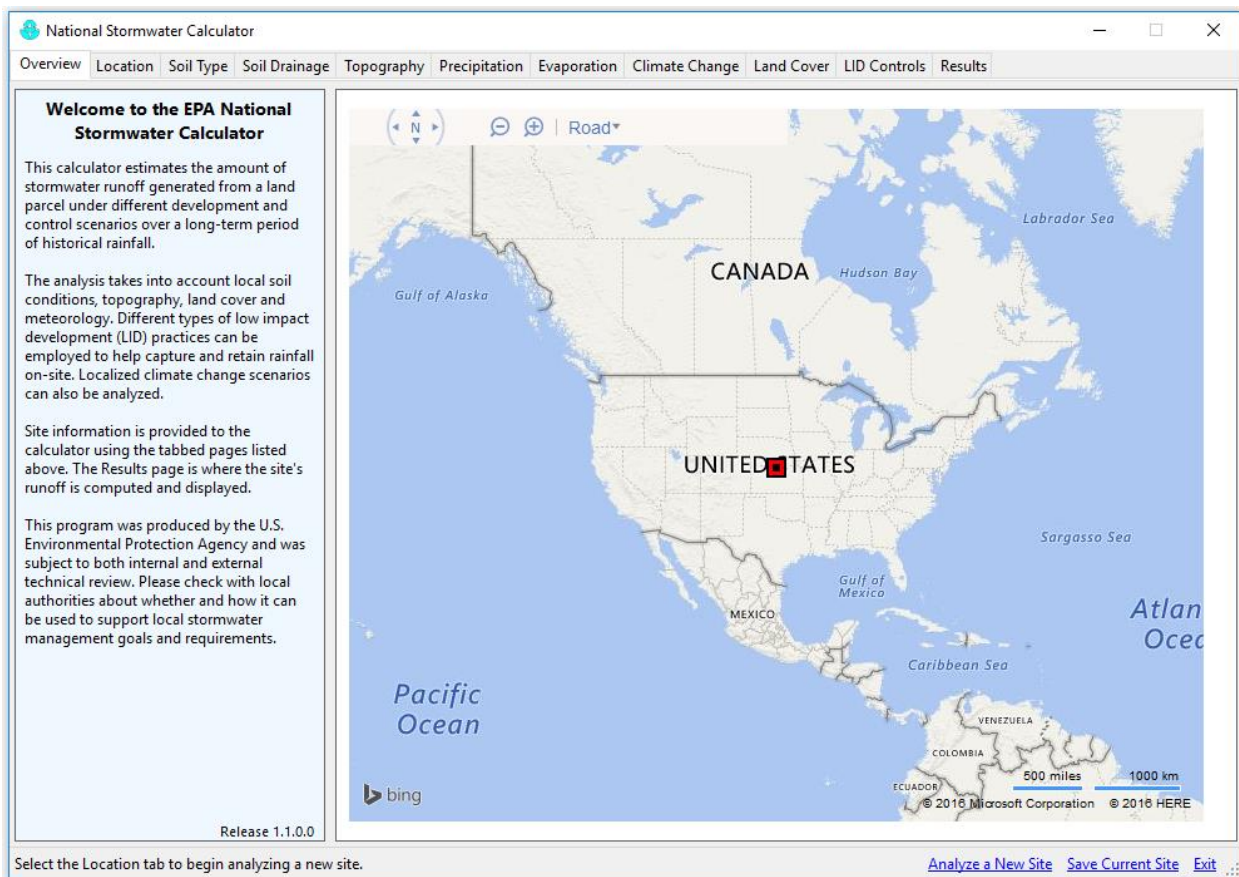 National Stormwater Calculator
Overview Location Soil Type Soil Drainage Topography Precipitation Evaporation Climate Change Land Cover LID Controls Results
Welcome to the EPA National
Stormwater Calculator
This calculator estimates the amount of
stormwater runoff generated from a land
parcel under different development and
control scenarios over a long-term period
of historical rainfall.
The analysis takes into account local soil
conditions, topography, land cover and
meteorology. Different types of low impact
development (LID) practices can be
employed to help capture and retain rainfall
on-site. Localized climate change scenarios
can also be analyzed.
Site information is provided to the
calculator using the tabbed pages listed
above. The Results page is where the site's
runoff is computed and displayed.
This program was produced by the U.S.
Environmental Protection Agency and was
subject to both internal and external
technical review. Please check with local
authorities about whether and how it can
be used to support local stormwater
management goals and requirements.
Release 1.1.0.0
N
Road
Labrador Sea
CANADA
Hudson Bay
Gulf of Alaska
UNITED STATES
Sargasso Sea
Gulf of
Mexico
MEXICO
Atlan
Ocea
Caribbean Sea
Pacific
Ocean
VENEZUELA
COLOMBIA
ECUADOR
500 miles 1000 km
bing
© 2016 Microsoft Corporation © 2016 HERE
Select the Location tab to begin analyzing a new site.
Analyze a New Site Save Current Site Exit